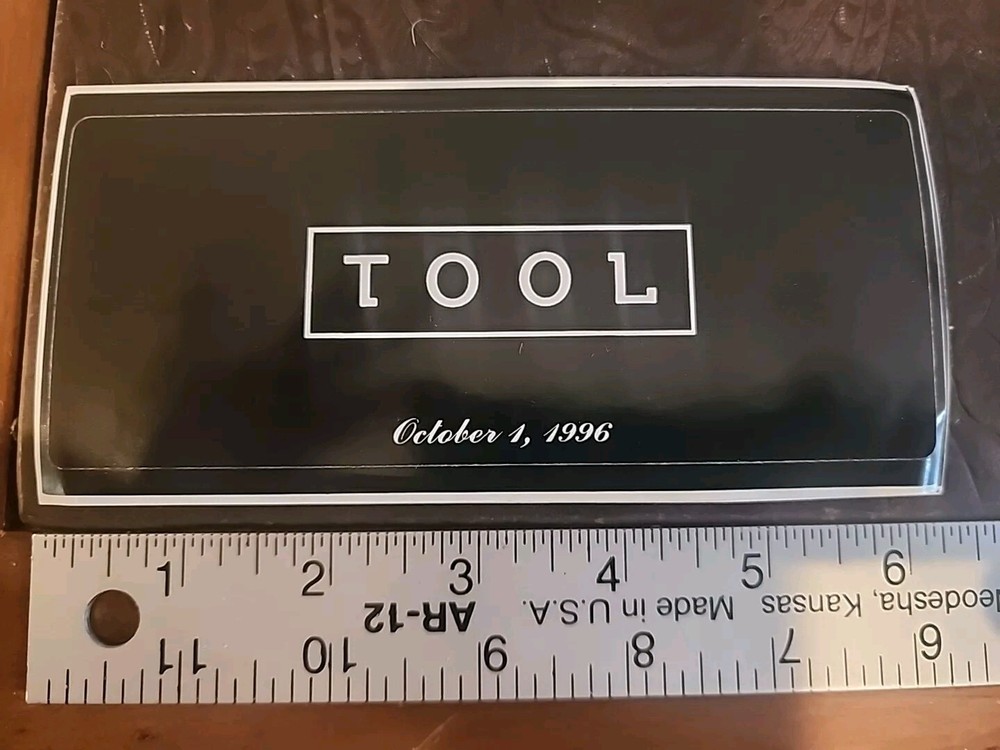 TOOL
October 1, 1996
1 2 3 4 5 6
AR-12 Made in U.S.A. Neodesha, Kansas
11 10 9 8 7 6